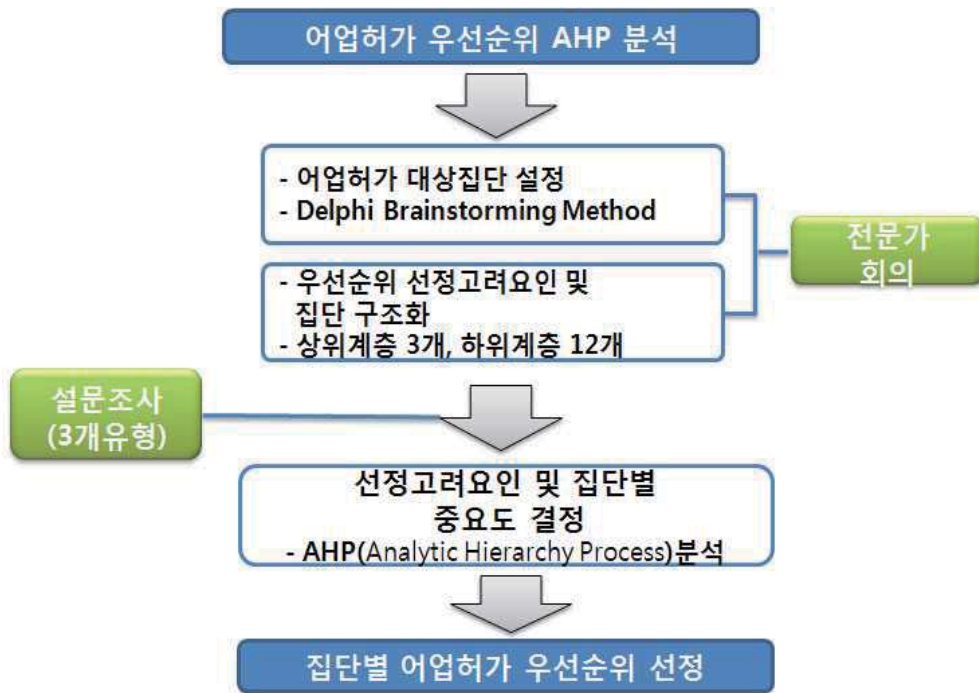 어업허가 우선순위 AHP 분석
- 어업허가 대상집단 설정
- Delphi Brainstorming Method
전문가
회의
- 우선순위 선정고려요인 및
집단 구조화
- 상위계층 3개, 하위계층 12개
설문조사
(3개유형)
선정고려요인 및 집단별
중요도 결정
- AHP(Analytic Hierarchy Process)분석
집단별 어업허가 우선순위 선정